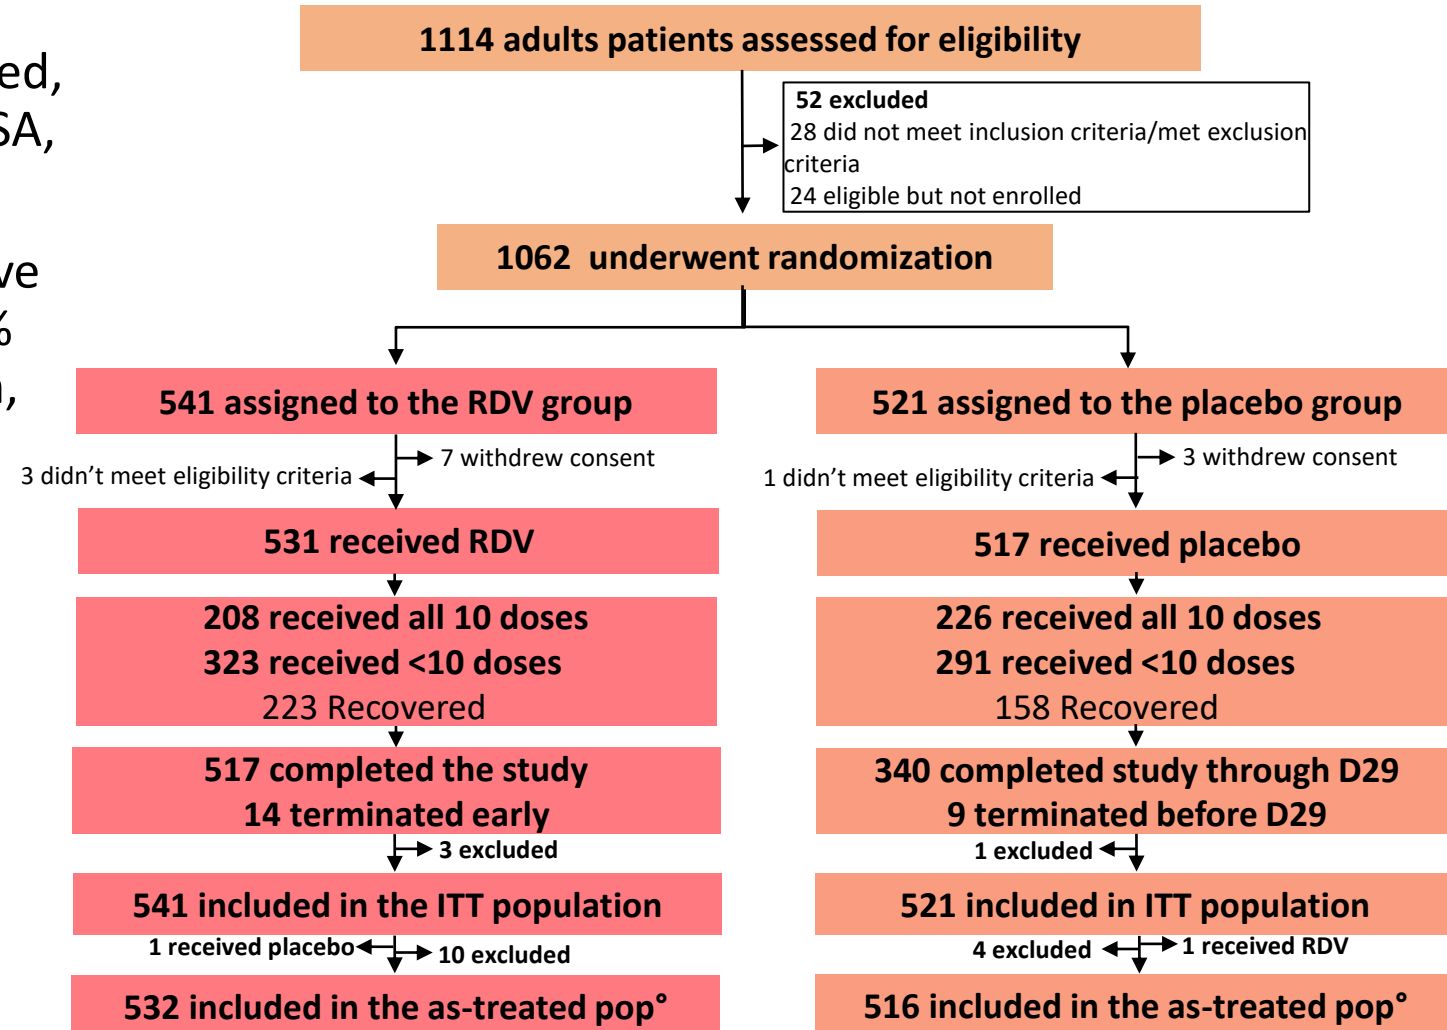 1114 adults patients assessed for eligibility
ed,
SA,
52 excluded
28 did not meet inclusion criteria/met exclusion
criteria
24 eligible but not enrolled
1062 underwent randomization
ve
%
541 assigned to the RDV group
521 assigned to the placebo group
7 withdrew consent
3 didn’t meet eligibility criteria
3 withdrew consent
1 didn’t meet eligibility criteria
531 received RDV
517 received placebo
208 received all 10 doses
323 received <10 doses
223 Recovered
226 received all 10 doses
291 received <10 doses
158 Recovered
517 completed the study
14 terminated early
340 completed study through D29
9 terminated before D29
3 excluded
1 excluded
541 included in the ITT population
521 included in ITT population
1 received placebo
10 excluded
4 excluded
1 received RDV
532 included in the as-treated pop°
516 included in the as-treated pop°